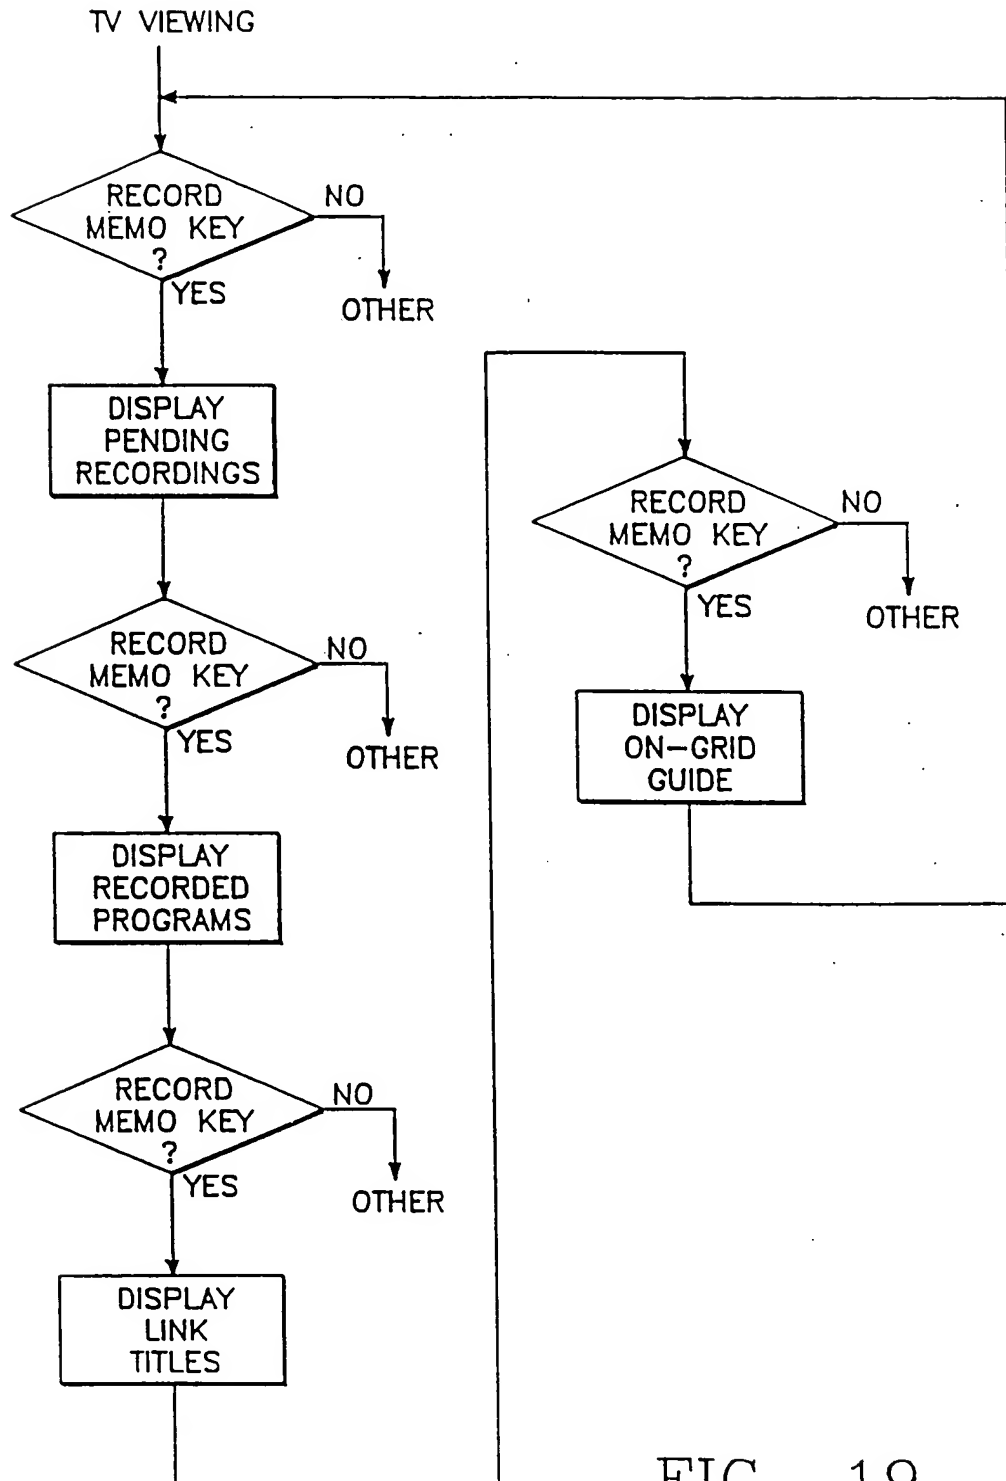 TV VIEWING
RECORD
MEMO KEY
?
NO
YES
OTHER
DISPLAY
PENDING
RECORDINGS
RECORD
MEMO KEY
?
NO
YES
OTHER
DISPLAY
RECORDED
PROGRAMS
RECORD
MEMO KEY
?
NO
YES
OTHER
DISPLAY
LINK
TITLES
RECORD
MEMO KEY
?
NO
YES
OTHER
DISPLAY
ON-GRID
GUIDE
FIG. 19